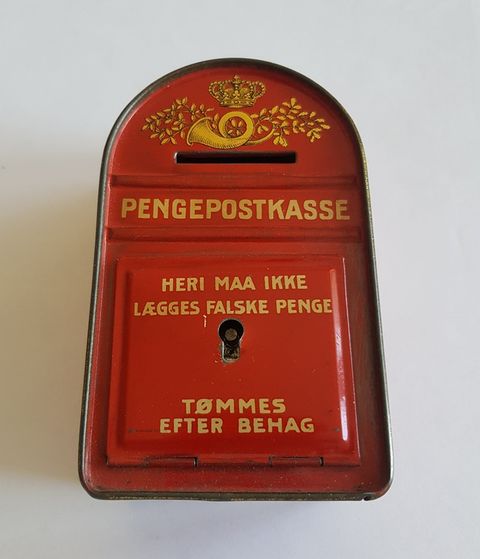 PENGEPOSTKASSE
HERI MAA IKKE
LÆGGES FALSKE PENGE
TØMMES
EFTER BEHAG